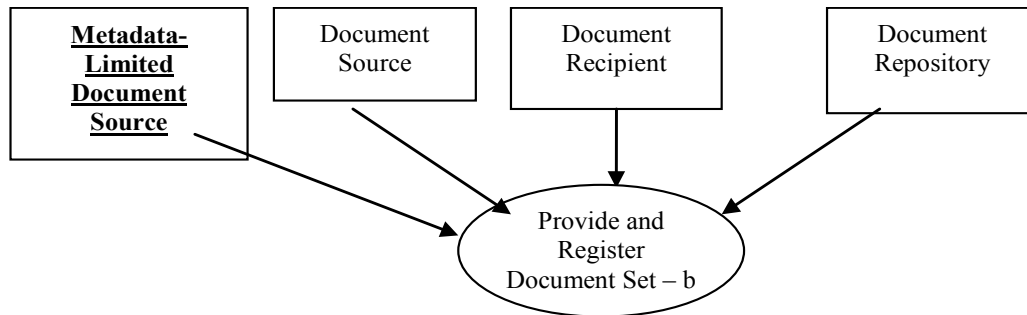 Metadata-
Limited
Document
Source
Document
Source
Document
Recipient
Document
Repository
Provide and
Register
Document Set – b